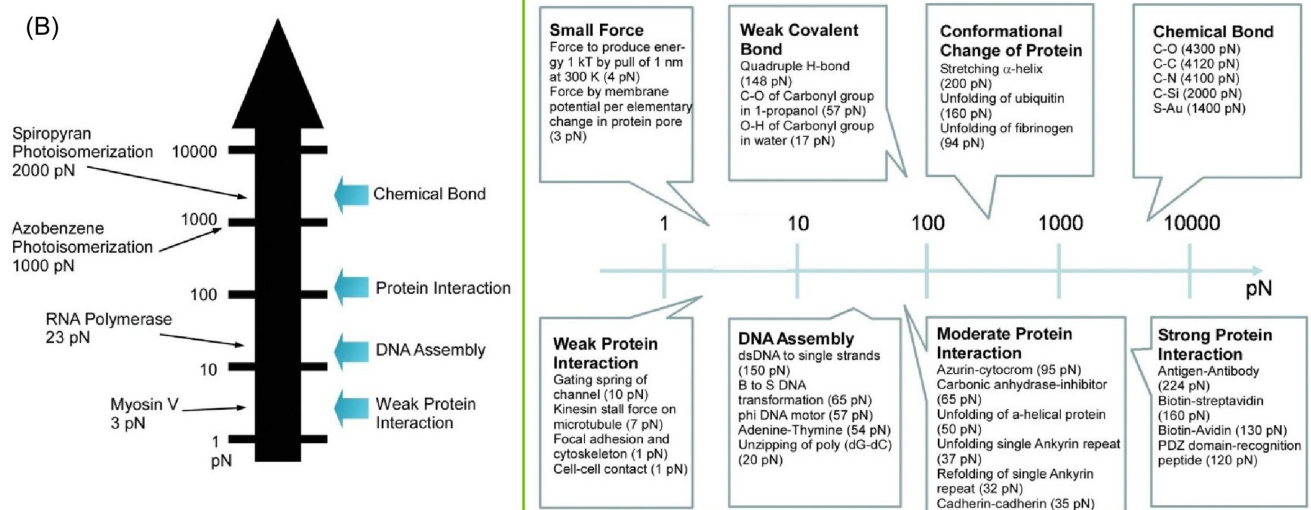 (B)
Spiropyran
Photoisomerization
2000 pN
Azobenzene
Photoisomerization
1000 pN
RNA Polymerase
23 pN
Myosin V
3 pN
10000
1000
100
10
1
pN
Chemical Bond
Protein Interaction
DNA Assembly
Weak Protein
Interaction
Small Force
Force to produce ener-
gy 1 kT by pull of 1 nm
at 300 K (4 pN)
Force by membrane
potential per elementary
change in protein pore
(3 pN)
Weak Covalent
Bond
Quadruple H-bond
(148 pN)
C-O of Carbonyl group
in 1-propanol (57 pN)
O-H of Carbonyl group
in water (17 pN)
Conformational
Change of Protein
Stretching α-helix
(200 pN)
Unfolding of ubiquitin
(160 pN)
Unfolding of fibrinogen
(94 pN)
Chemical Bond
C-O (4300 pN)
C-C (4120 pN)
C-N (4100 pN)
C-Si (2000 pN)
S-Au (1400 pN)
1 10 100 1000 10000
pN
Weak Protein
Interaction
Gating spring of
channel (10 pN)
Kinesin stall force on
microtubule (7 pN)
Focal adhesion and
cytoskeleton (1 pN)
Cell-cell contact (1 pN)
DNA Assembly
dsDNA to single strands
(150 pN)
B to S DNA
transformation (65 pN)
phi DNA motor (57 pN)
Adenine-Thymine (54 pN)
Unzipping of poly (dG-dC)
(20 pN)
Moderate Protein
Interaction
Azurin-cytocrom (95 pN)
Carbonic anhydrase-inhibitor
(65 pN)
Unfolding of a-helical protein
(50 pN)
Unfolding single Ankyrin repeat
(37 pN)
Refolding of single Ankyrin
repeat (32 pN)
Cadherin-cadherin (35 pN)
Strong Protein
Interaction
Antigen-Antibody
(224 pN)
Biotin-streptavidin
(160 pN)
Biotin-Avidin (130 pN)
PDZ domain-recognition
peptide (120 pN)